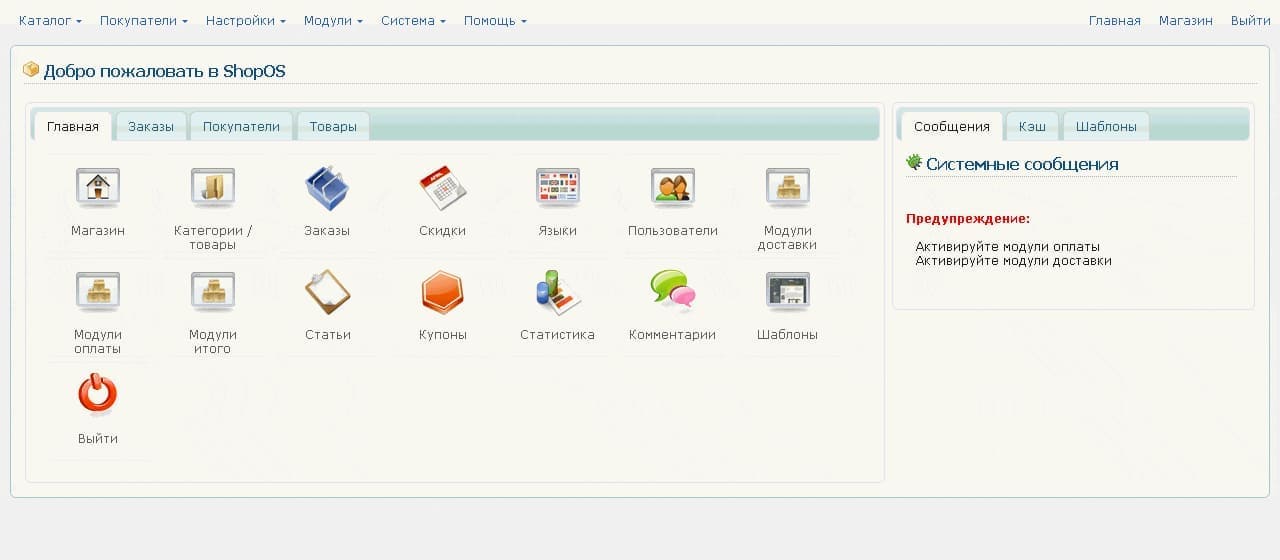 Каталог Покупатели Настройки Модули Система Помощь Главная Магазин Выйти
Добро пожаловать в ShopOS
Главная Заказы Покупатели Товары
Магазин Категории / товары Заказы Скидки Языки Пользователи Модули доставки
Модули оплаты Модули итого Статьи Купоны Статистика Комментарии Шаблоны
Выйти
Сообщения Кэш Шаблоны
Системные сообщения
Предупреждение:
Активируйте модули оплаты
Активируйте модули доставки